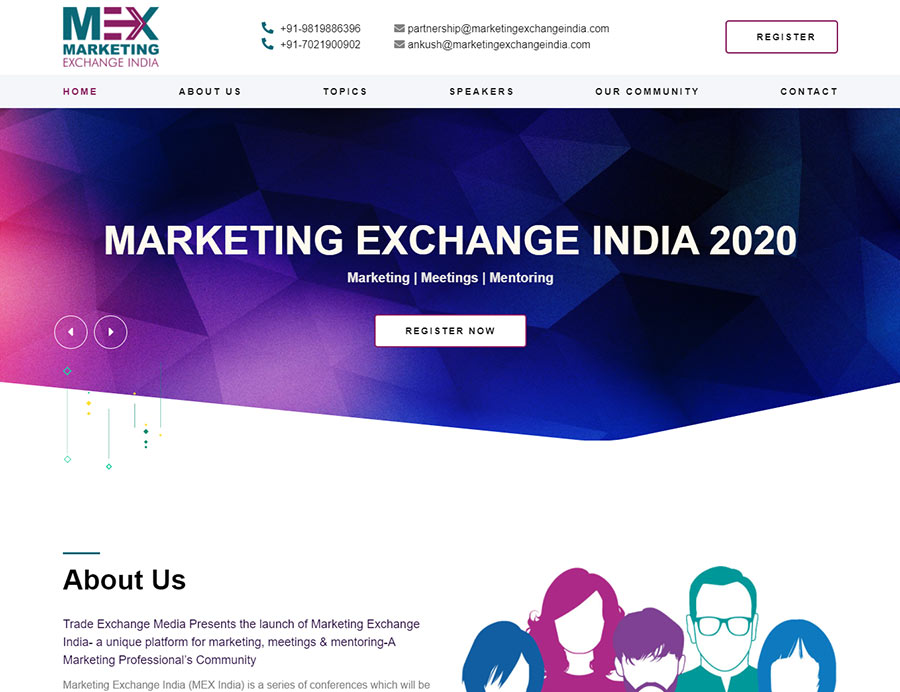 MEX
MARKETING
EXCHANGE INDIA
+91-9819886396
+91-7021900902
partnership@marketingexchangeindia.com
ankush@marketingexchangeindia.com
REGISTER
HOME ABOUT US TOPICS SPEAKERS OUR COMMUNITY CONTACT
MARKETING EXCHANGE INDIA 2020
Marketing | Meetings | Mentoring
REGISTER NOW
About Us
Trade Exchange Media Presents the launch of Marketing Exchange
India- a unique platform for marketing, meetings & mentoring-A
Marketing Professional’s Community
Marketing Exchange India (MEX India) is a series of conferences which will be